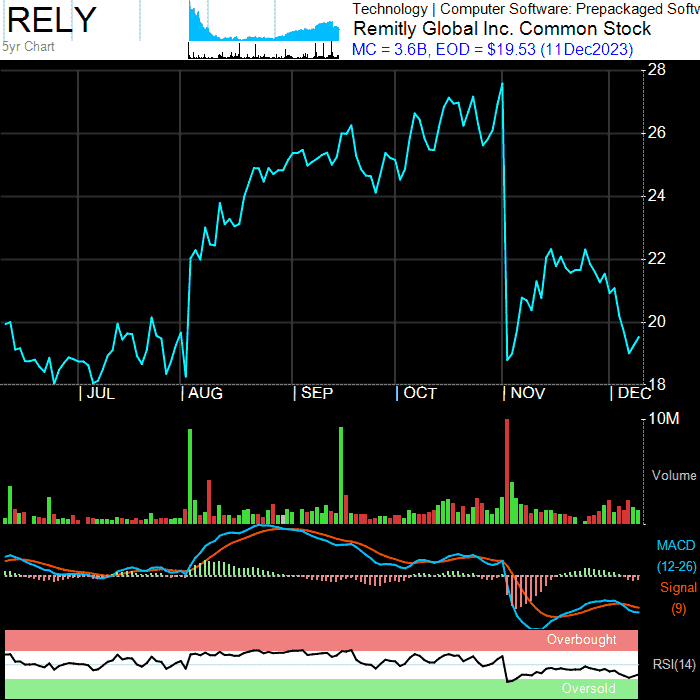 RELY
5yr Chart
Technology | Computer Software: Prepackaged Softw
Remitly Global Inc. Common Stock
MC = 3.6B, EOD = $19.53 (11Dec2023)
28
26
24
22
20
18
JUL AUG SEP OCT NOV DEC
10M
Volume
MACD
(12-26)
Signal
(9)
Overbought
RSI(14)
Oversold